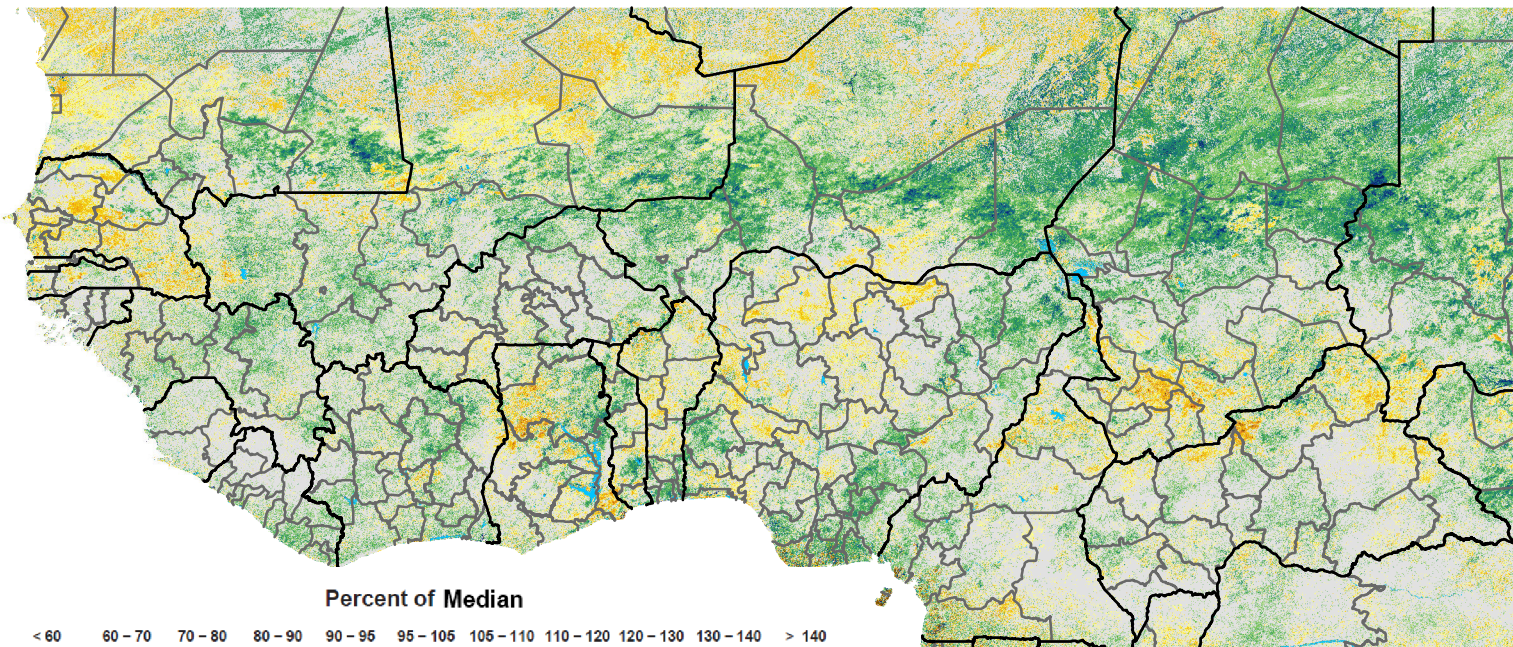 Percent of Median
< 60 60 – 70 70 – 80 80 – 90 90 – 95 95 – 105 105 – 110 110 – 120 120 – 130 130 – 140 > 140